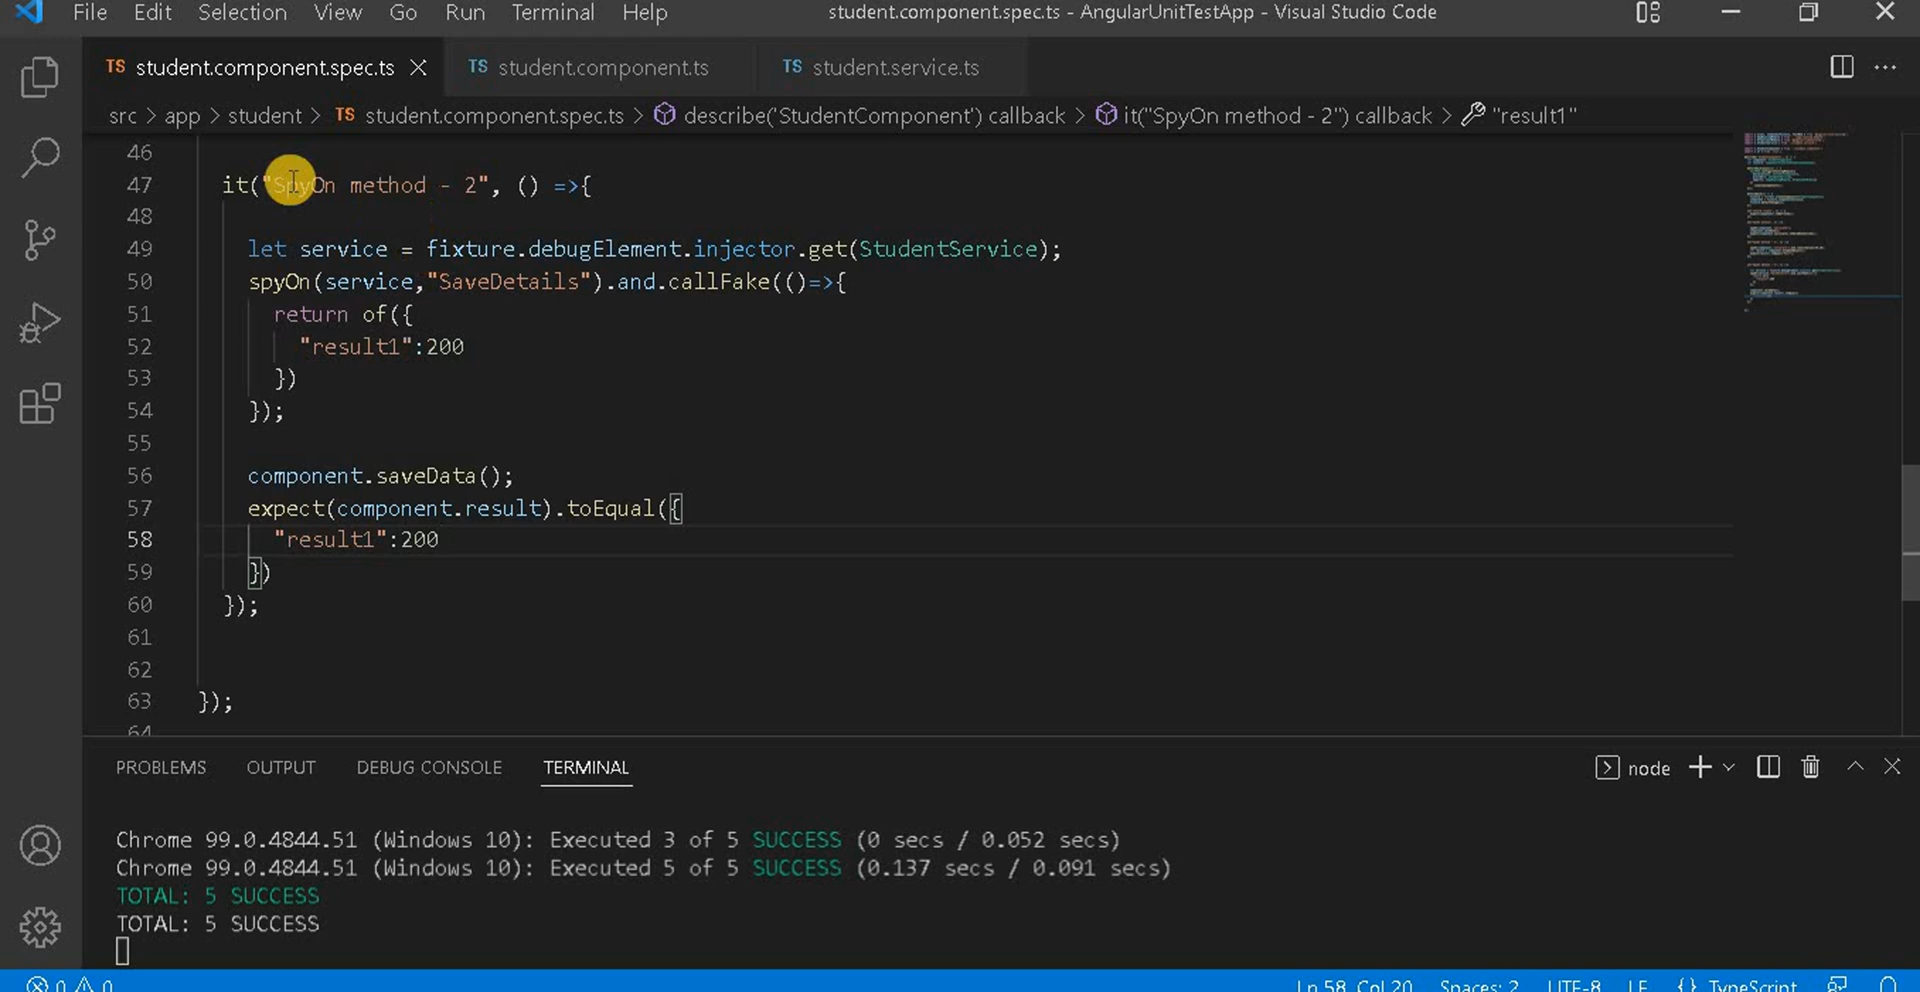 File Edit Selection View Go Run Terminal Help student.component.spec.ts - AngularUnitTestApp - Visual Studio Code
TS student.component.spec.ts TS student.component.ts TS student.service.ts
src > app > student > TS student.component.spec.ts > describe('StudentComponent') callback > it("SpyOn method - 2") callback > "result1"
46
47 it("SpyOn method - 2", () =>{
48
49 let service = fixture.debugElement.injector.get(StudentService);
50 spyOn(service,"SaveDetails").and.callFake(()=>{
51 return of({
52 "result1":200
53 })
54 });
55
56 component.saveData();
57 expect(component.result).toEqual({
58 "result1":200
59 })
60 });
61
62
63 });
64
PROBLEMS OUTPUT DEBUG CONSOLE TERMINAL node
Chrome 99.0.4844.51 (Windows 10): Executed 3 of 5 SUCCESS (0 secs / 0.052 secs)
Chrome 99.0.4844.51 (Windows 10): Executed 5 of 5 SUCCESS (0.137 secs / 0.091 secs)
TOTAL: 5 SUCCESS
TOTAL: 5 SUCCESS
0 0 Ln 58, Col 20 Spaces: 2 UTF-8 LF {} TypeScript